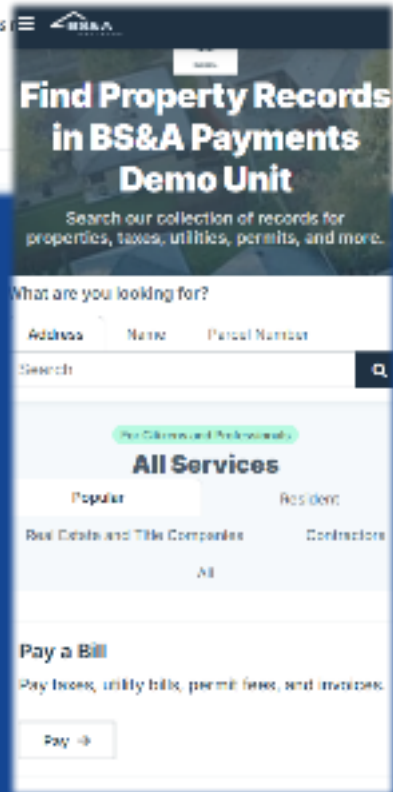 BS&A
Find Property Records
in BS&A Payments
Demo Unit
Search our collection of records for
properties, taxes, utilities, permits, and more.
What are you looking for?
Address Name Parcel Number
Search
For Citizens and Professionals
All Services
Popular Resident
Real Estate and Title Companies Contractors
All
Pay a Bill
Pay taxes, utility bills, permit fees, and invoices.
Pay →